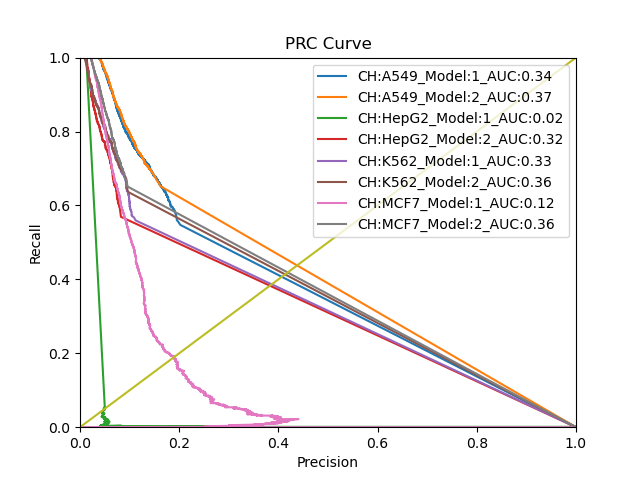 PRC Curve
CH:A549_Model:1_AUC:0.34
CH:A549_Model:2_AUC:0.37
CH:HepG2_Model:1_AUC:0.02
CH:HepG2_Model:2_AUC:0.32
CH:K562_Model:1_AUC:0.33
CH:K562_Model:2_AUC:0.36
CH:MCF7_Model:1_AUC:0.12
CH:MCF7_Model:2_AUC:0.36
Recall
1.0
0.8
0.6
0.4
0.2
0.0
0.0 0.2 0.4 0.6 0.8 1.0
Precision